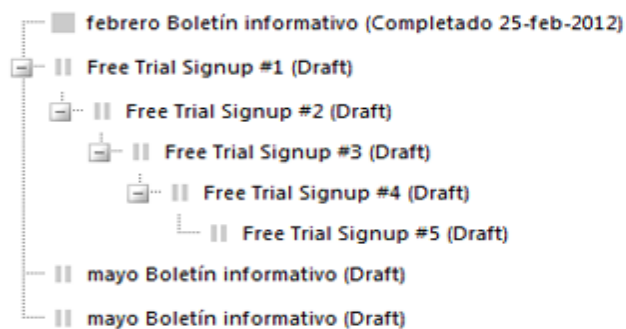 febrero Boletín informativo (Completado 25-feb-2012)
Free Trial Signup #1 (Draft)
Free Trial Signup #2 (Draft)
Free Trial Signup #3 (Draft)
Free Trial Signup #4 (Draft)
Free Trial Signup #5 (Draft)
mayo Boletín informativo (Draft)
mayo Boletín informativo (Draft)